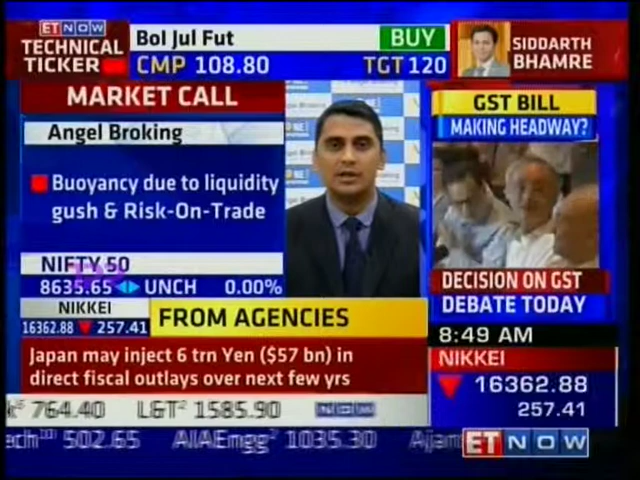 ET NOW
TECHNICAL
TICKER
Bol Jul Fut BUY
CMP 108.80 TGT 120
SIDDARTH
BHAMRE
MARKET CALL
Angel Broking
Buoyancy due to liquidity
gush & Risk-On-Trade
NIFTY 50
8635.65 UNCH 0.00%
GST BILL
MAKING HEADWAY?
DECISION ON GST
DEBATE TODAY
NIKKEI
16362.88 257.41
FROM AGENCIES
Japan may inject 6 trn Yen ($57 bn) in
direct fiscal outlays over next few yrs
8:49 AM
NIKKEI
16362.88
257.41
764.40 L&T² 1585.90 ET NOW
502.65 AIAEngg² 1035.30
ET NOW